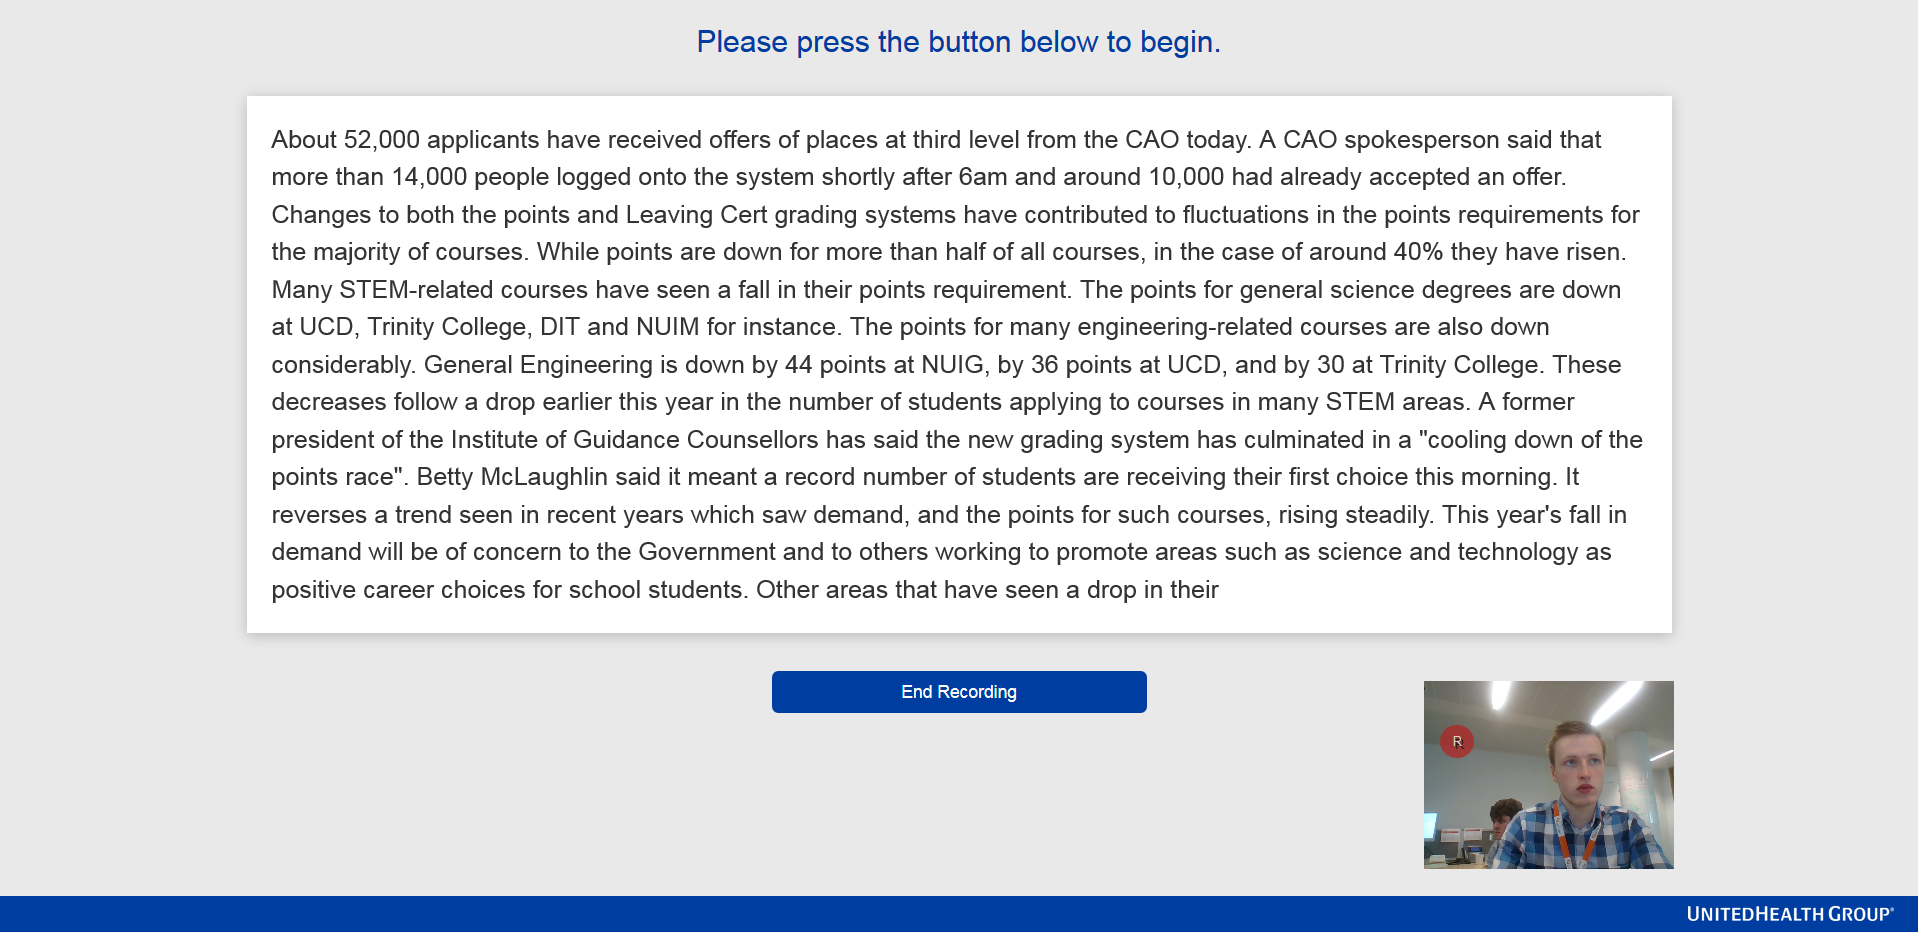 Please press the button below to begin.
About 52,000 applicants have received offers of places at third level from the CAO today. A CAO spokesperson said that
more than 14,000 people logged onto the system shortly after 6am and around 10,000 had already accepted an offer.
Changes to both the points and Leaving Cert grading systems have contributed to fluctuations in the points requirements for
the majority of courses. While points are down for more than half of all courses, in the case of around 40% they have risen.
Many STEM-related courses have seen a fall in their points requirement. The points for general science degrees are down
at UCD, Trinity College, DIT and NUIM for instance. The points for many engineering-related courses are also down
considerably. General Engineering is down by 44 points at NUIG, by 36 points at UCD, and by 30 at Trinity College. These
decreases follow a drop earlier this year in the number of students applying to courses in many STEM areas. A former
president of the Institute of Guidance Counsellors has said the new grading system has culminated in a "cooling down of the
points race". Betty McLaughlin said it meant a record number of students are receiving their first choice this morning. It
reverses a trend seen in recent years which saw demand, and the points for such courses, rising steadily. This year's fall in
demand will be of concern to the Government and to others working to promote areas such as science and technology as
positive career choices for school students. Other areas that have seen a drop in their
End Recording
R
UNITEDHEALTH GROUP®